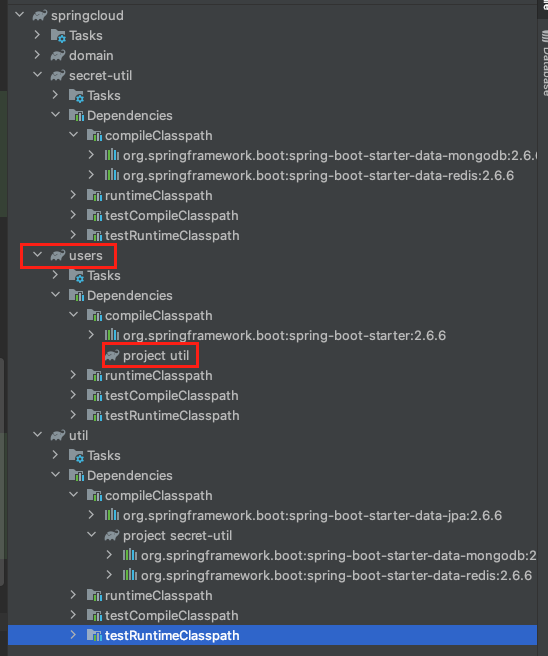 springcloud
Tasks
domain
secret-util
Tasks
Dependencies
compileClasspath
org.springframework.boot:spring-boot-starter-data-mongodb:2.6.6
org.springframework.boot:spring-boot-starter-data-redis:2.6.6
runtimeClasspath
testCompileClasspath
testRuntimeClasspath
users
Tasks
Dependencies
compileClasspath
org.springframework.boot:spring-boot-starter:2.6.6
project util
runtimeClasspath
testCompileClasspath
testRuntimeClasspath
util
Tasks
Dependencies
compileClasspath
org.springframework.boot:spring-boot-starter-data-jpa:2.6.6
project secret-util
org.springframework.boot:spring-boot-starter-data-mongodb:2
org.springframework.boot:spring-boot-starter-data-redis:2.6.6
runtimeClasspath
testCompileClasspath
testRuntimeClasspath
Database